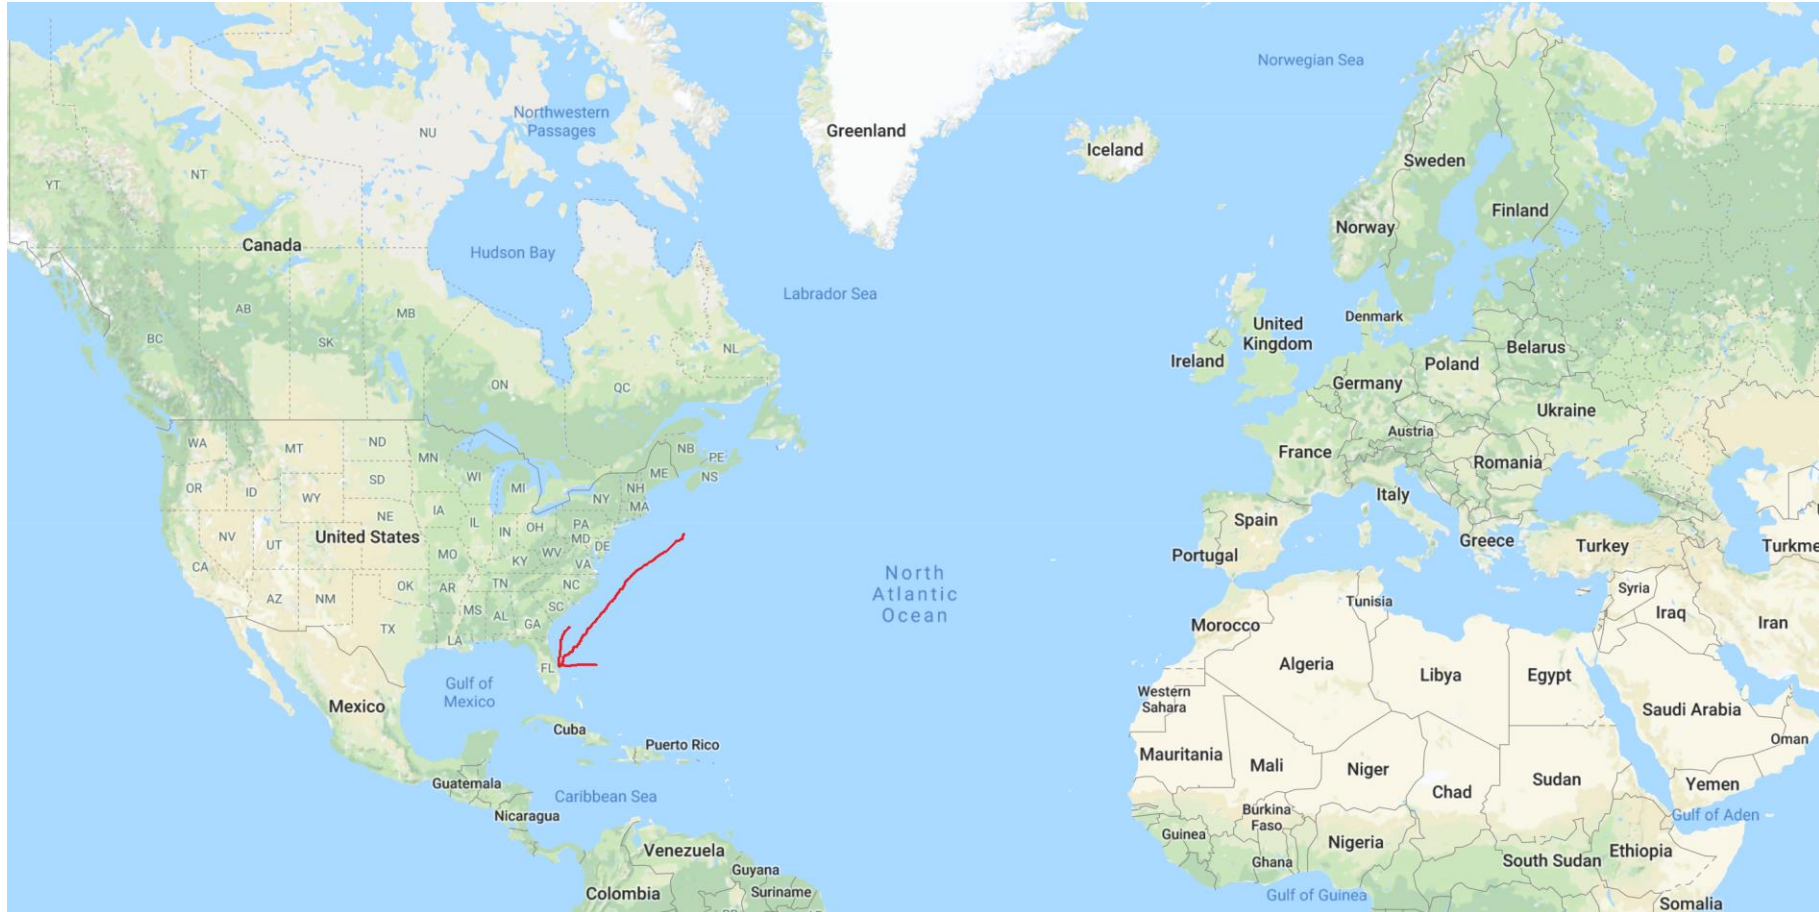 Norwegian Sea
Northwestern
Passages
Greenland
NU
Iceland
Sweden
NT
YT
Finland
Norway
Canada
Hudson Bay
Labrador Sea
AB
MB
Denmark
United
Kingdom
BC
SK
NL
Ireland
Belarus
Poland
ON
QC
Germany
Ukraine
Austria
WA
MT
ND
MN
NB
PE
France
Romania
ME
NS
SD
WI
MI
OR
ID
WY
NY
NH
MA
Italy
NE
IA
IL
IN
OH
PA
Spain
NV
UT
United States
MD
DE
Greece
Turkey
Turkme
MO
KY
WV
VA
Portugal
CA
OK
AR
TN
NC
North
Atlantic
Ocean
Syria
AZ
NM
MS
AL
SC
GA
Tunisia
Iraq
Iran
TX
LA
Morocco
FL
Algeria
Libya
Egypt
Gulf of
Mexico
Western
Sahara
Saudi Arabia
Mexico
Cuba
Puerto Rico
Oman
Mauritania
Mali
Niger
Chad
Sudan
Yemen
Guatemala
Caribbean Sea
Nicaragua
Burkina
Faso
Gulf of Aden
Guinea
Nigeria
Venezuela
Guyana
Ghana
South Sudan
Ethiopia
Colombia
Suriname
Gulf of Guinea
Somalia